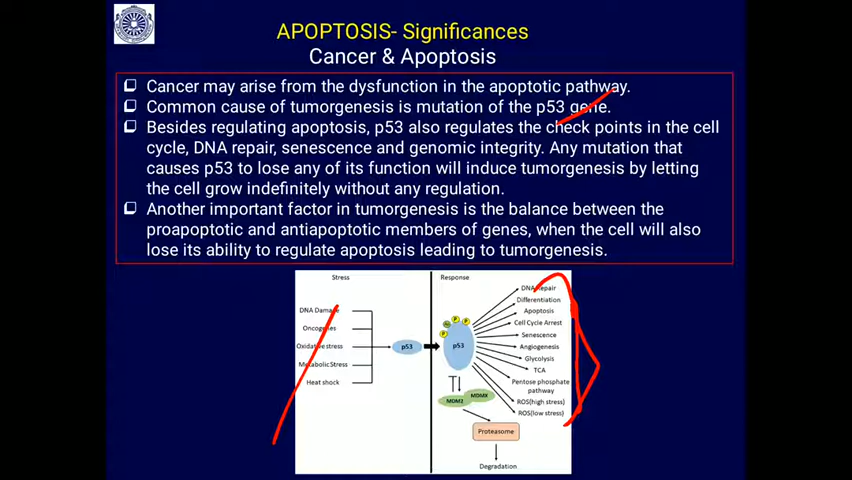 APOPTOSIS- Significances
Cancer & Apoptosis
Cancer may arise from the dysfunction in the apoptotic pathway.
Common cause of tumorgenesis is mutation of the p53 gene.
Besides regulating apoptosis, p53 also regulates the check points in the cell
cycle, DNA repair, senescence and genomic integrity. Any mutation that
causes p53 to lose any of its function will induce tumorgenesis by letting
the cell grow indefinitely without any regulation.
Another important factor in tumorgenesis is the balance between the
proapoptotic and antiapoptotic members of genes, when the cell will also
lose its ability to regulate apoptosis leading to tumorgenesis.
Stress
DNA Damage
Oncogenes
Oxidative stress
Metabolic Stress
Heat shock
p53
Response
P
P
P
p53
MDM2
MDMX
DNA Repair
Differentiation
Apoptosis
Cell Cycle Arrest
Senescence
Angiogenesis
Glycolysis
TCA
Pentose phosphate
pathway
ROS(high stress)
ROS(low stress)
Proteasome
Degradation